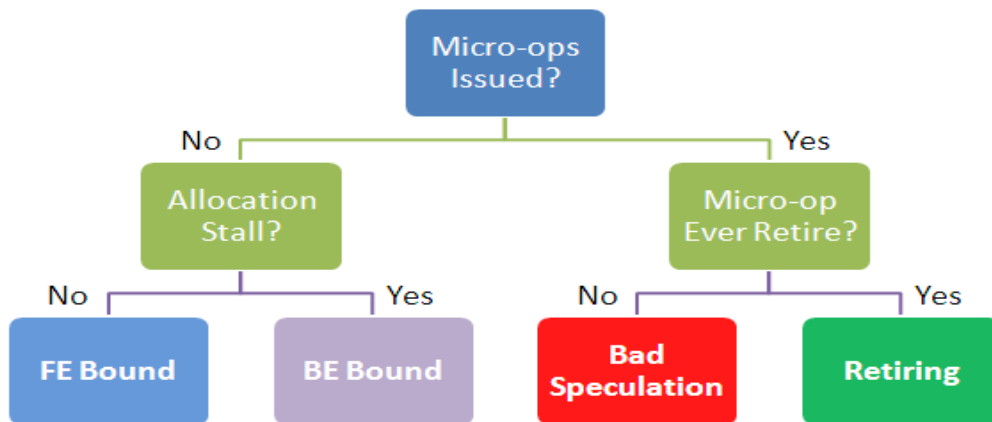 Micro-ops
Issued?
No
Yes
Allocation
Stall?
Micro-op
Ever Retire?
No
Yes
No
Yes
FE Bound
BE Bound
Bad
Speculation
Retiring